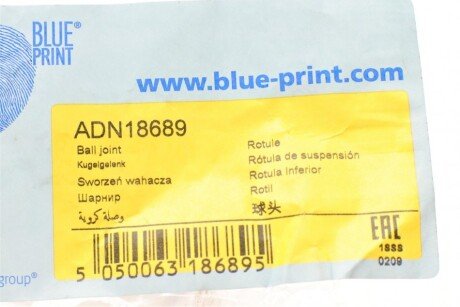 BLUE®
PRINT
www.blue-print.com
ADN18689
Ball joint
Kugelgelenk
Sworzeń wahacza
Шарнир
وصلة كروية
Rotule
Rótula de suspensión
Rotula Inferior
Rotil
球头
EAC
1888
0209
5 050063 186895
group®